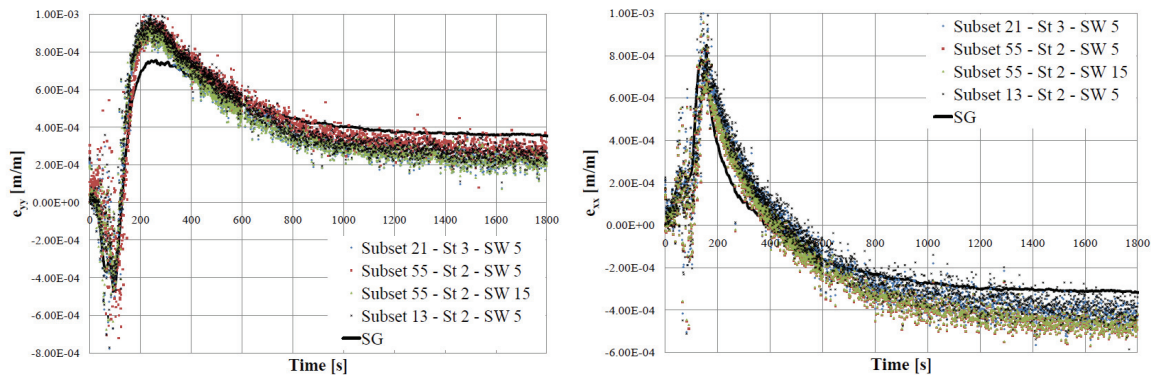 1.00E-03
8.00E-04
6.00E-04
4.00E-04
2.00E-04
0.00E+00
-2.00E-04
-4.00E-04
-6.00E-04
-8.00E-04
e_yy [m/m]
0 200 400 600 800 1000 1200 1400 1600 1800
Subset 21 - St 3 - SW 5
Subset 55 - St 2 - SW 5
Subset 55 - St 2 - SW 15
Subset 13 - St 2 - SW 5
SG
Time [s]
1.00E-03
8.00E-04
6.00E-04
4.00E-04
2.00E-04
0.00E+00
-2.00E-04
-4.00E-04
-6.00E-04
e_xx [m/m]
0 200 400 600 800 1000 1200 1400 1600 1800
Subset 21 - St 3 - SW 5
Subset 55 - St 2 - SW 5
Subset 55 - St 2 - SW 15
Subset 13 - St 2 - SW 5
SG
Time [s]